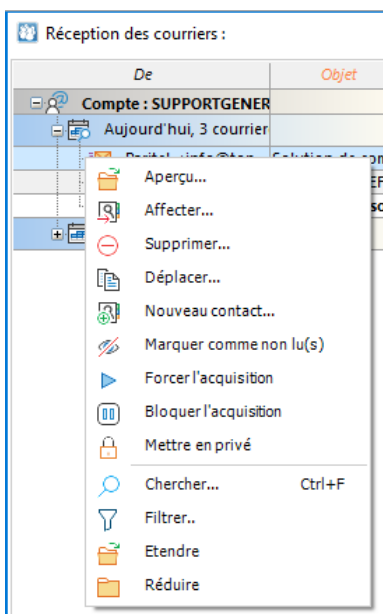 Réception des courriers :
De Objet
Compte : SUPPORTGENER
Aujourd'hui, 3 courrier
Aperçu...
Affecter...
Supprimer...
Déplacer...
Nouveau contact...
Marquer comme non lu(s)
Forcer l'acquisition
Bloquer l'acquisition
Mettre en privé
Chercher... Ctrl+F
Filtrer..
Etendre
Réduire